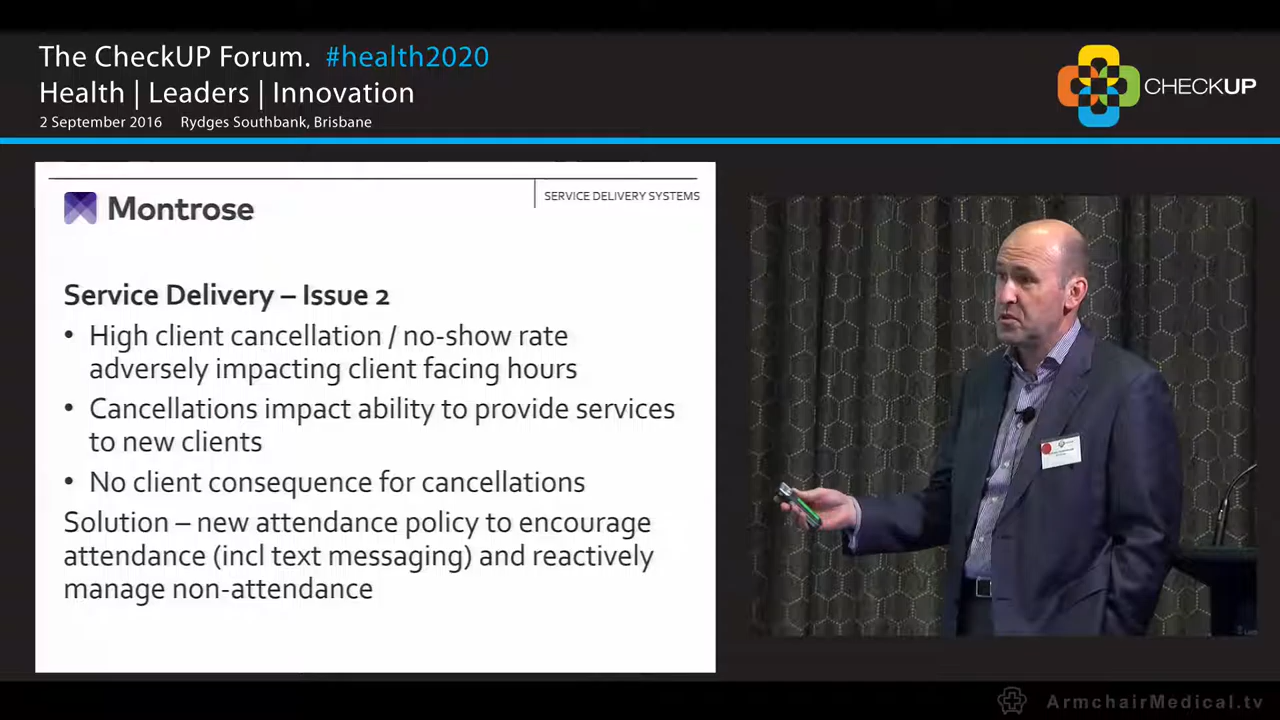 The CheckUP Forum. #health2020
Health | Leaders | Innovation
2 September 2016 Rydges Southbank, Brisbane
CHECKUP
Montrose
SERVICE DELIVERY SYSTEMS
Service Delivery – Issue 2
• High client cancellation / no-show rate
adversely impacting client facing hours
• Cancellations impact ability to provide services
to new clients
• No client consequence for cancellations
Solution – new attendance policy to encourage
attendance (incl text messaging) and reactively
manage non-attendance
ArmchairMedical.tv